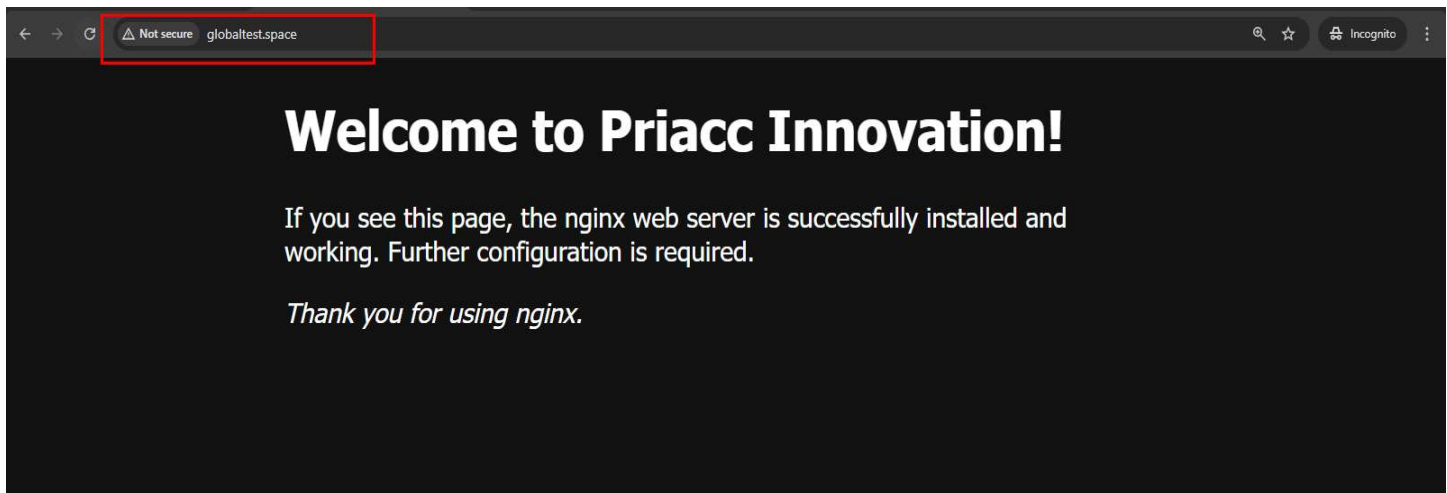 Not secure globaltest.space Incognito
Welcome to Priacc Innovation!
If you see this page, the nginx web server is successfully installed and
working. Further configuration is required.
Thank you for using nginx.